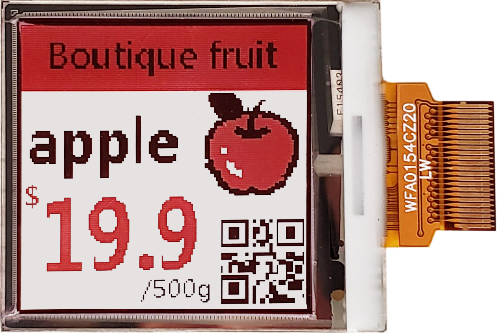 Boutique fruit
apple
$
19.9
/500g
WFA0154CZ20
LW